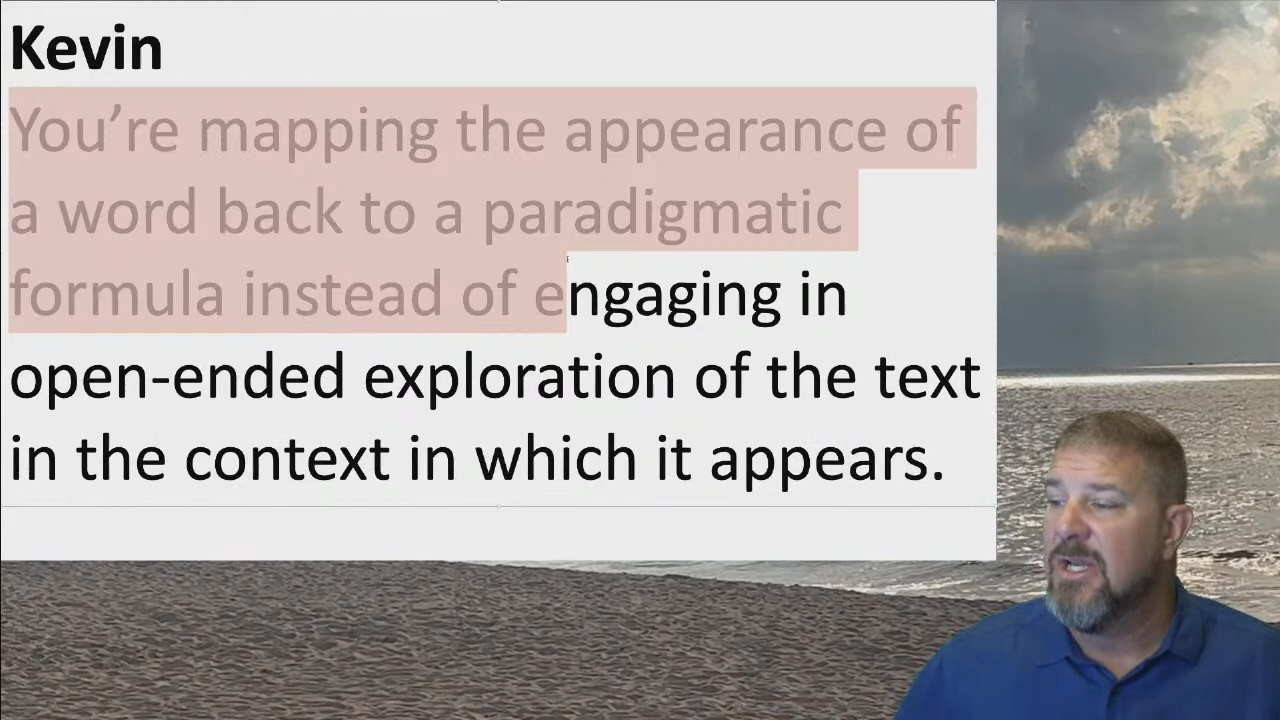 Kevin
You’re mapping the appearance of
a word back to a paradigmatic
formula instead of engaging in
open-ended exploration of the text
in the context in which it appears.